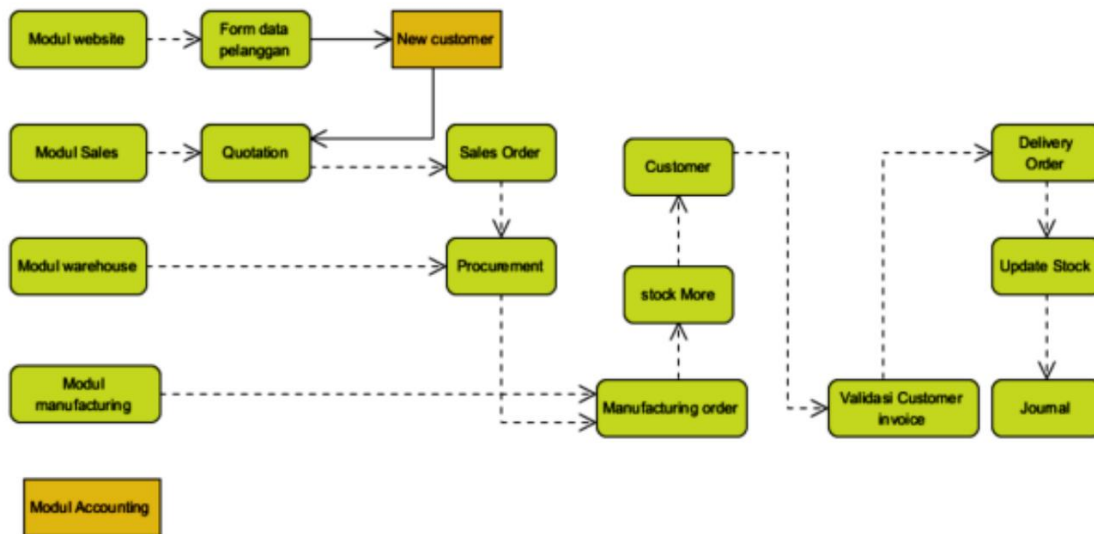 Modul website
Form data
pelanggan
New customer
Modul Sales
Quotation
Sales Order
Customer
Delivery
Order
Modul warehouse
Procurement
stock More
Update Stock
Modul
manufacturing
Manufacturing order
Validasi Customer
invoice
Journal
Modul Accounting